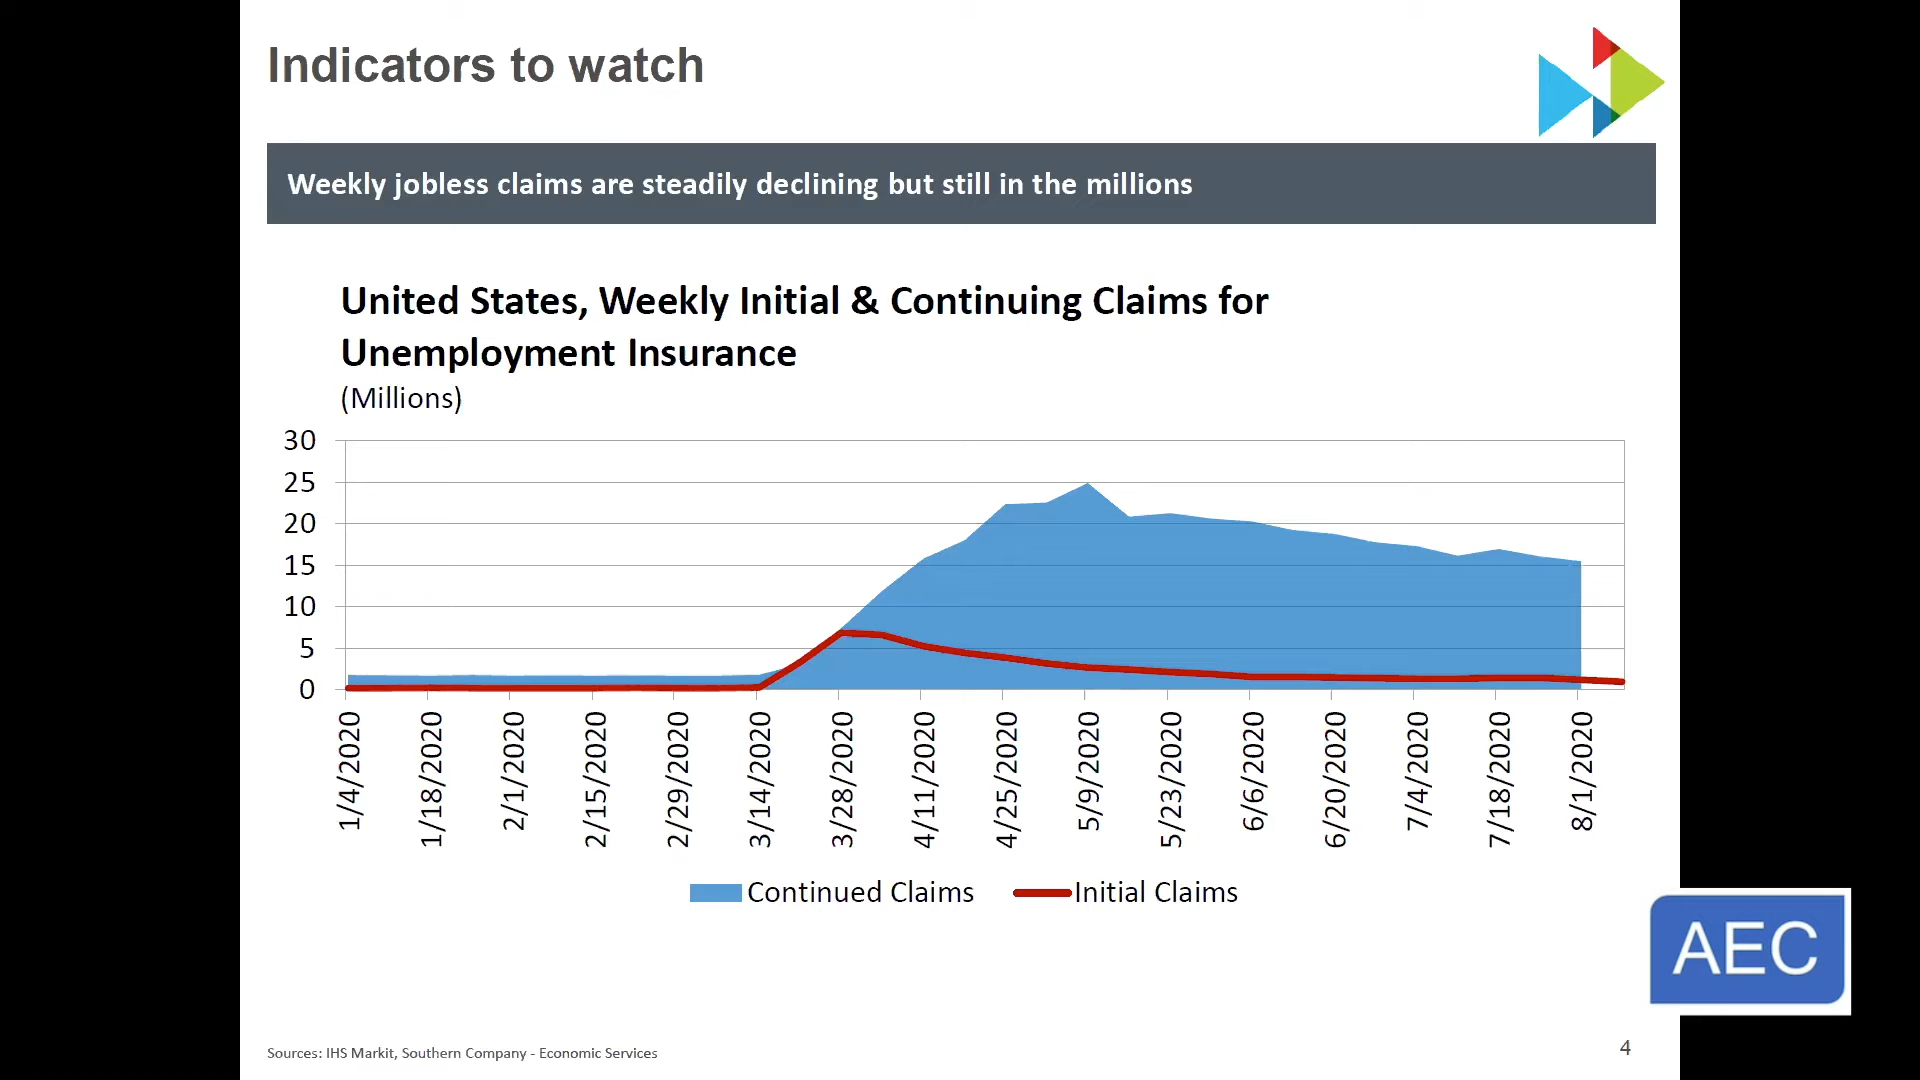 Indicators to watch
Weekly jobless claims are steadily declining but still in the millions
United States, Weekly Initial & Continuing Claims for
Unemployment Insurance
(Millions)
30
25
20
15
10
5
0
1/4/2020
1/18/2020
2/1/2020
2/15/2020
2/29/2020
3/14/2020
3/28/2020
4/11/2020
4/25/2020
5/9/2020
5/23/2020
6/6/2020
6/20/2020
7/4/2020
7/18/2020
8/1/2020
Continued Claims
Initial Claims
AEC
Sources: IHS Markit, Southern Company - Economic Services
4